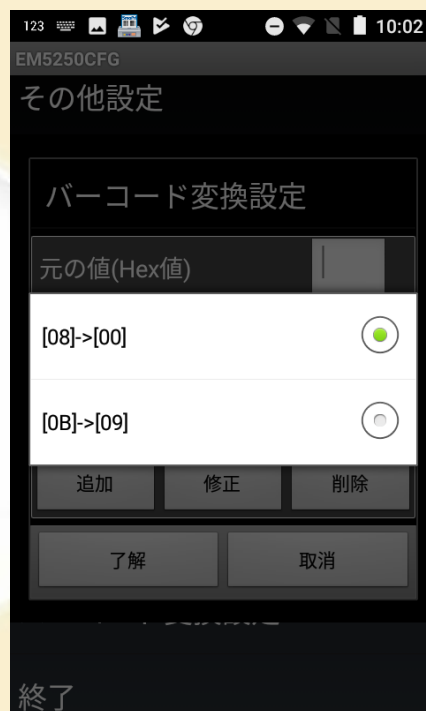 123 10:02
EM5250CFG
その他設定
バーコード変換設定
元の値(Hex値)
[08]->[00]
[0B]->[09]
追加 修正 削除
了解 取消
終了